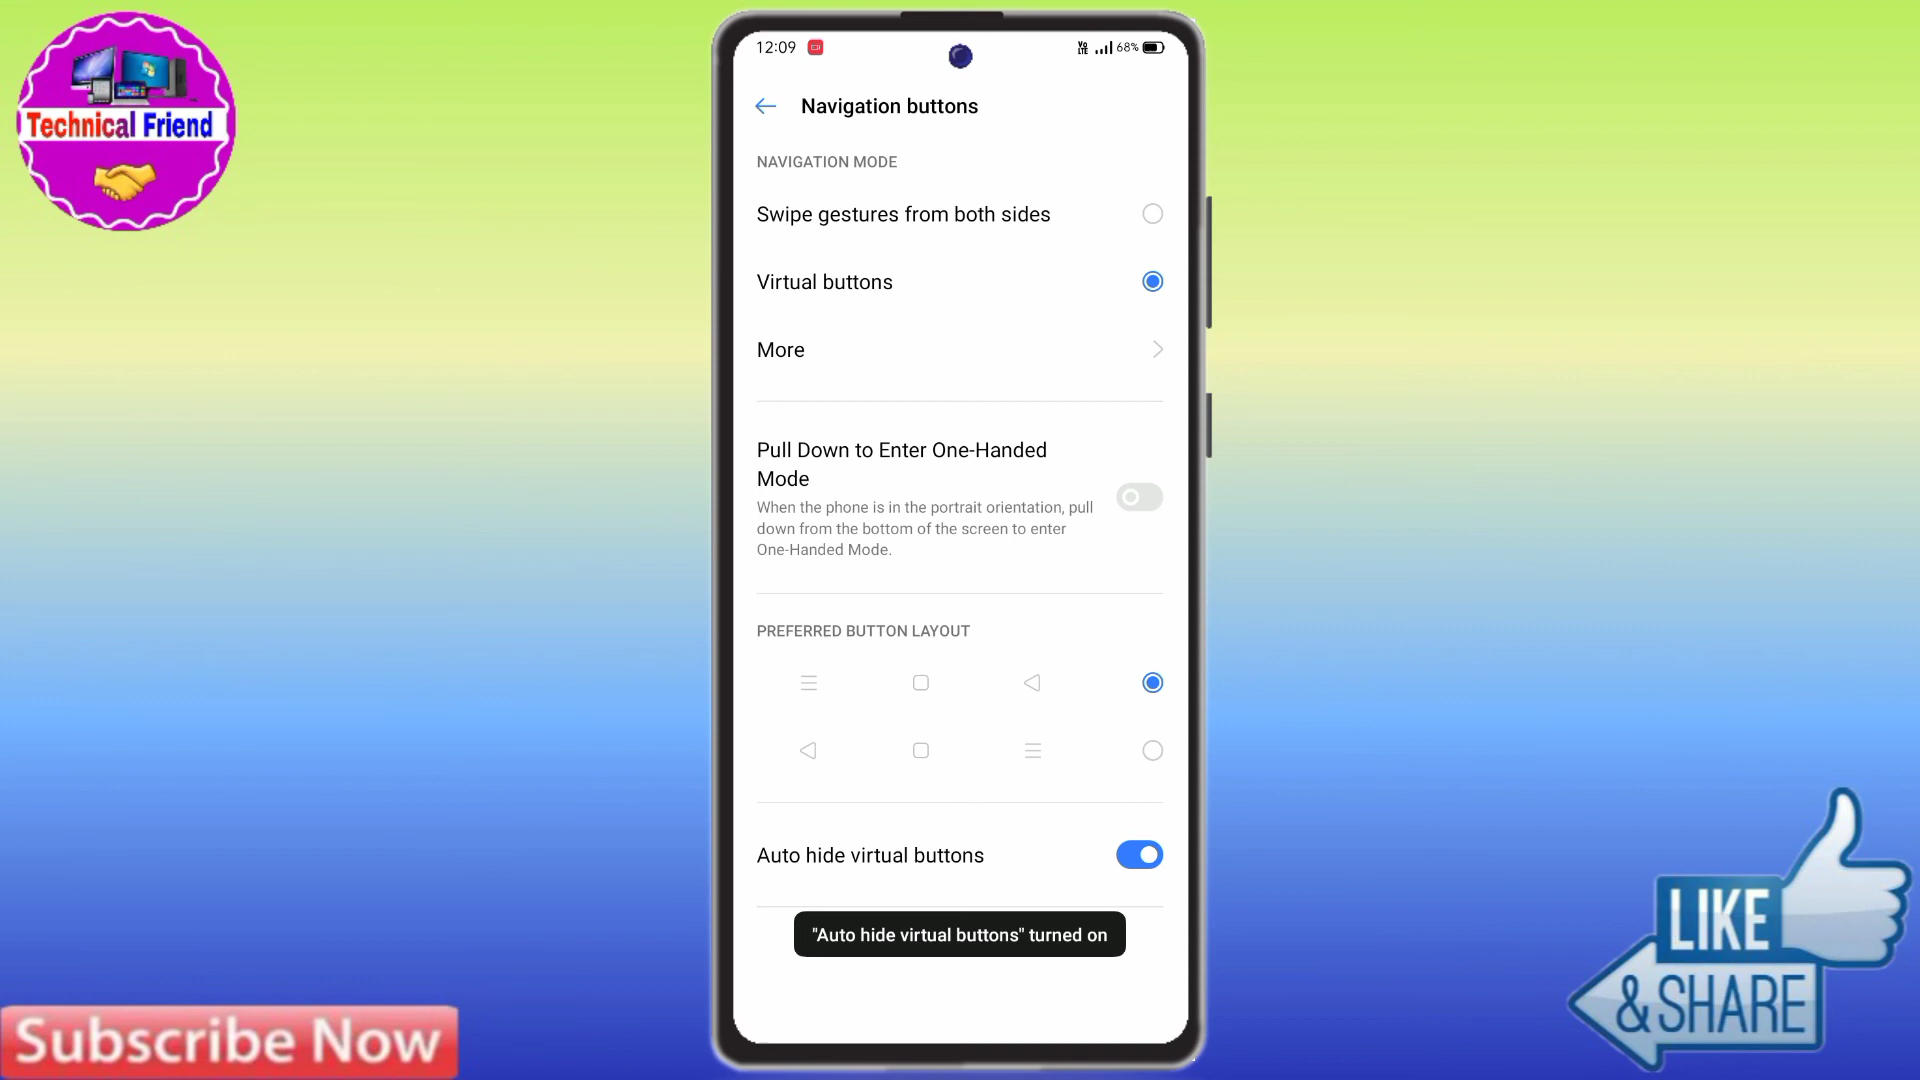 Technical Friend
12:09
VO LTE 68%
Navigation buttons
NAVIGATION MODE
Swipe gestures from both sides
Virtual buttons
More
Pull Down to Enter One-Handed
Mode
When the phone is in the portrait orientation, pull
down from the bottom of the screen to enter
One-Handed Mode.
PREFERRED BUTTON LAYOUT
Auto hide virtual buttons
"Auto hide virtual buttons" turned on
Subscribe Now
LIKE
& SHARE